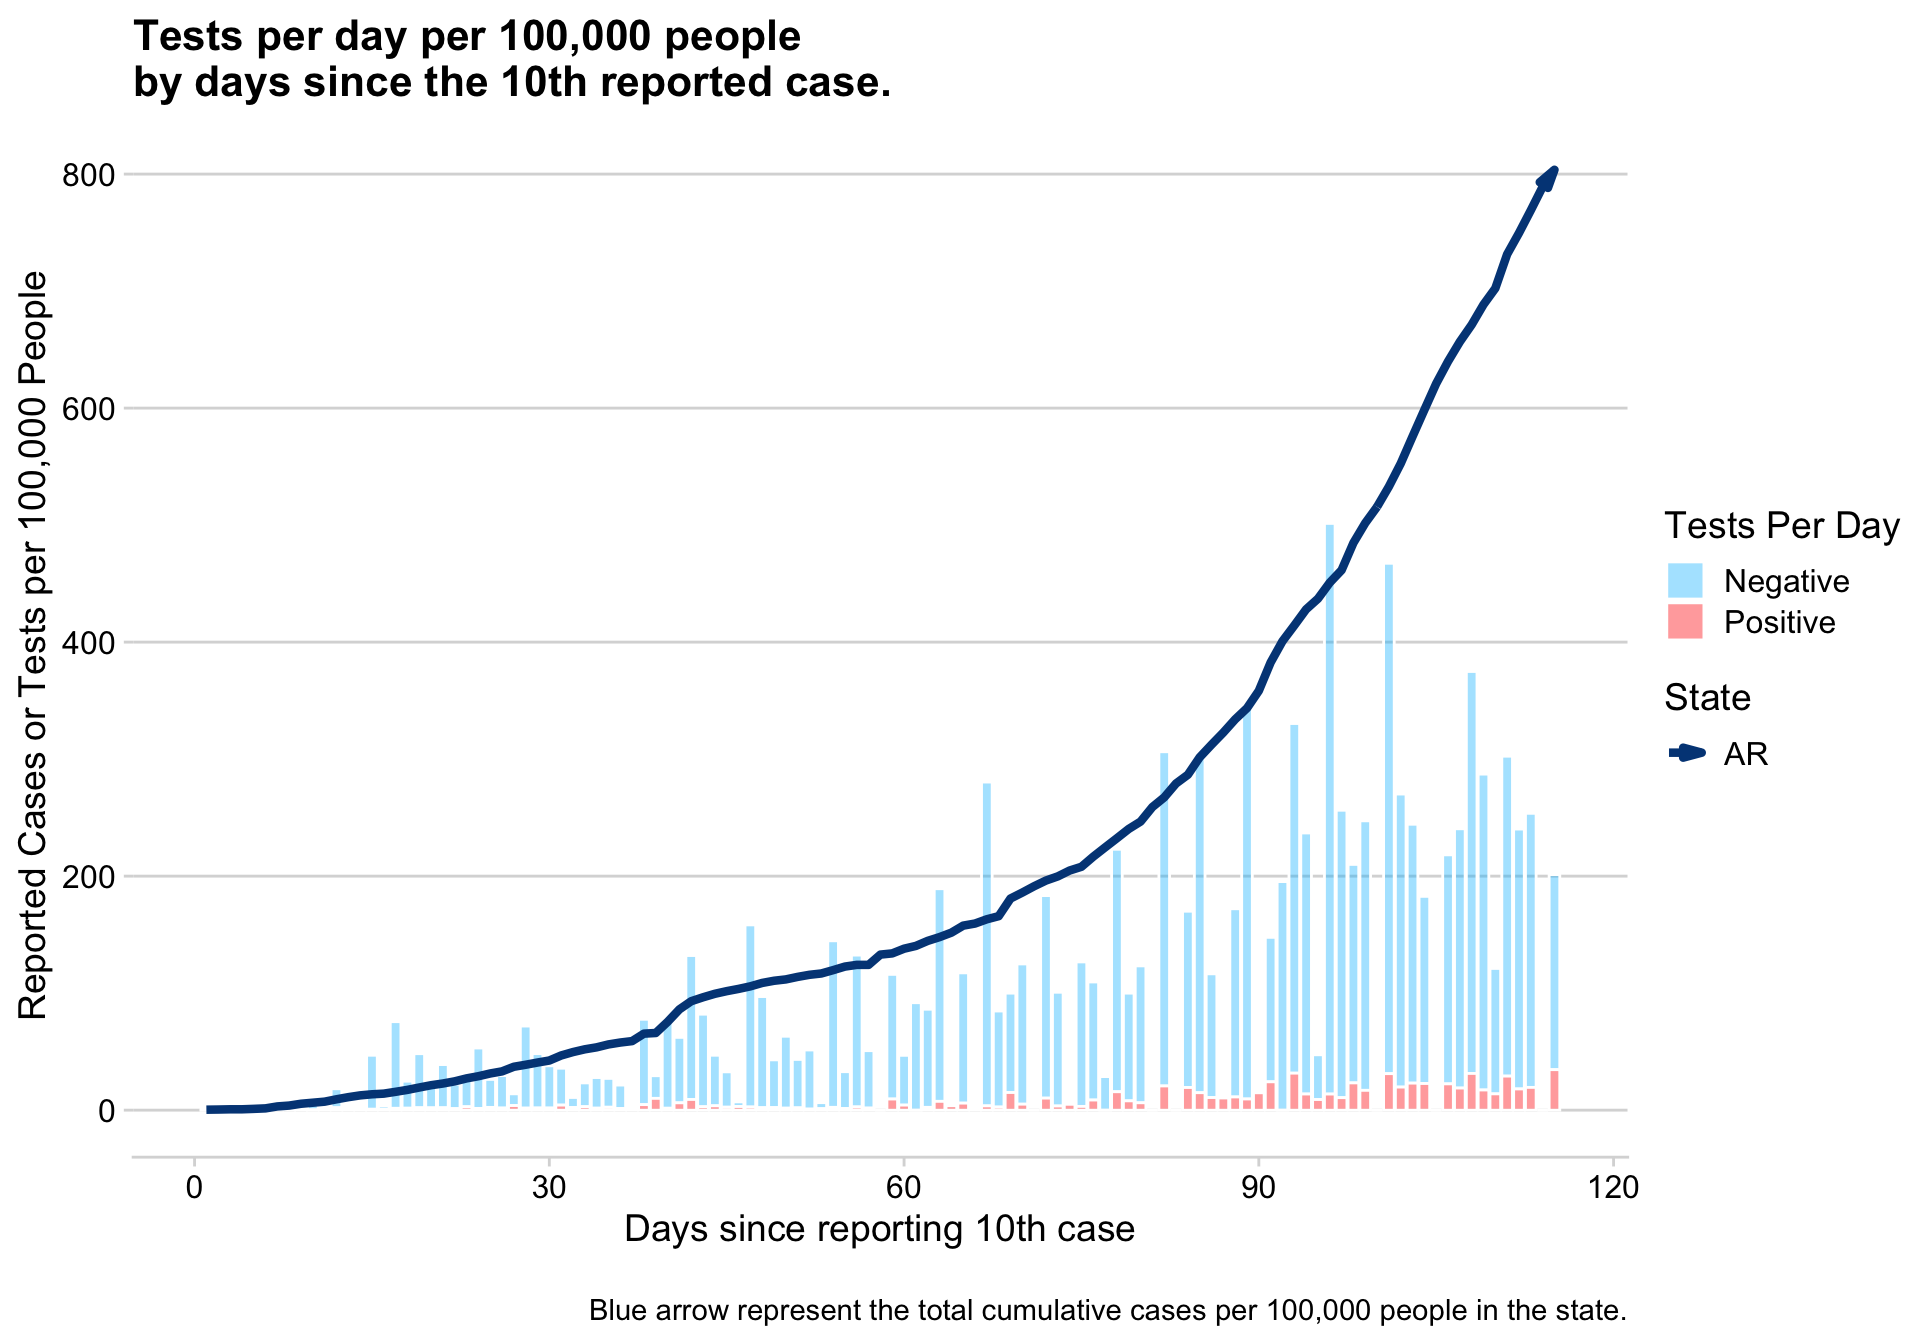 Tests per day per 100,000 people
by days since the 10th reported case.
Reported Cases or Tests per 100,000 People
800
600
400
200
0
0
30
60
90
120
Days since reporting 10th case
Tests Per Day
Negative
Positive
State
AR
Blue arrow represent the total cumulative cases per 100,000 people in the state.